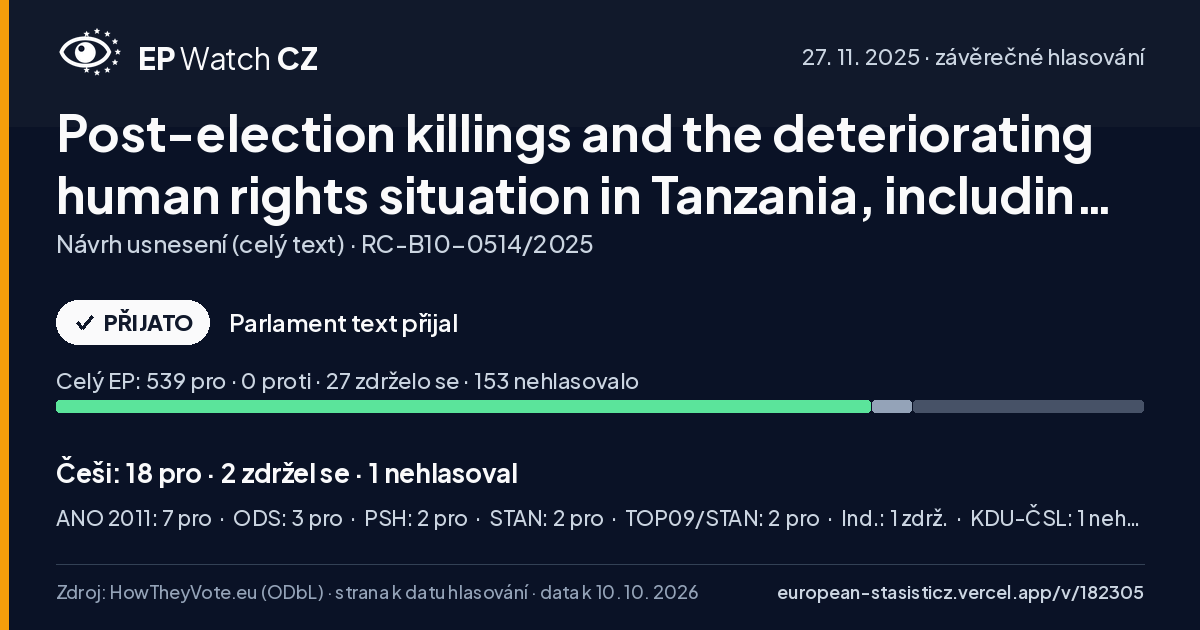 EP Watch CZ
27. 11. 2025 · závěrečné hlasování
Post-election killings and the deteriorating
human rights situation in Tanzania, includin…
Návrh usnesení (celý text) · RC-B10-0514/2025
✓ PŘIJATO
Parlament text přijal
Celý EP: 539 pro · 0 proti · 27 zdrželo se · 153 nehlasovalo
Češi: 18 pro · 2 zdržel se · 1 nehlasoval
ANO 2011: 7 pro · ODS: 3 pro · PSH: 2 pro · STAN: 2 pro · TOP09/STAN: 2 pro · Ind.: 1 zdrž. · KDU-ČSL: 1 neh…
Zdroj: HowTheyVote.eu (ODbL) · strana k datu hlasování · data k 10. 10. 2026
european-stasisticz.vercel.app/v/182305